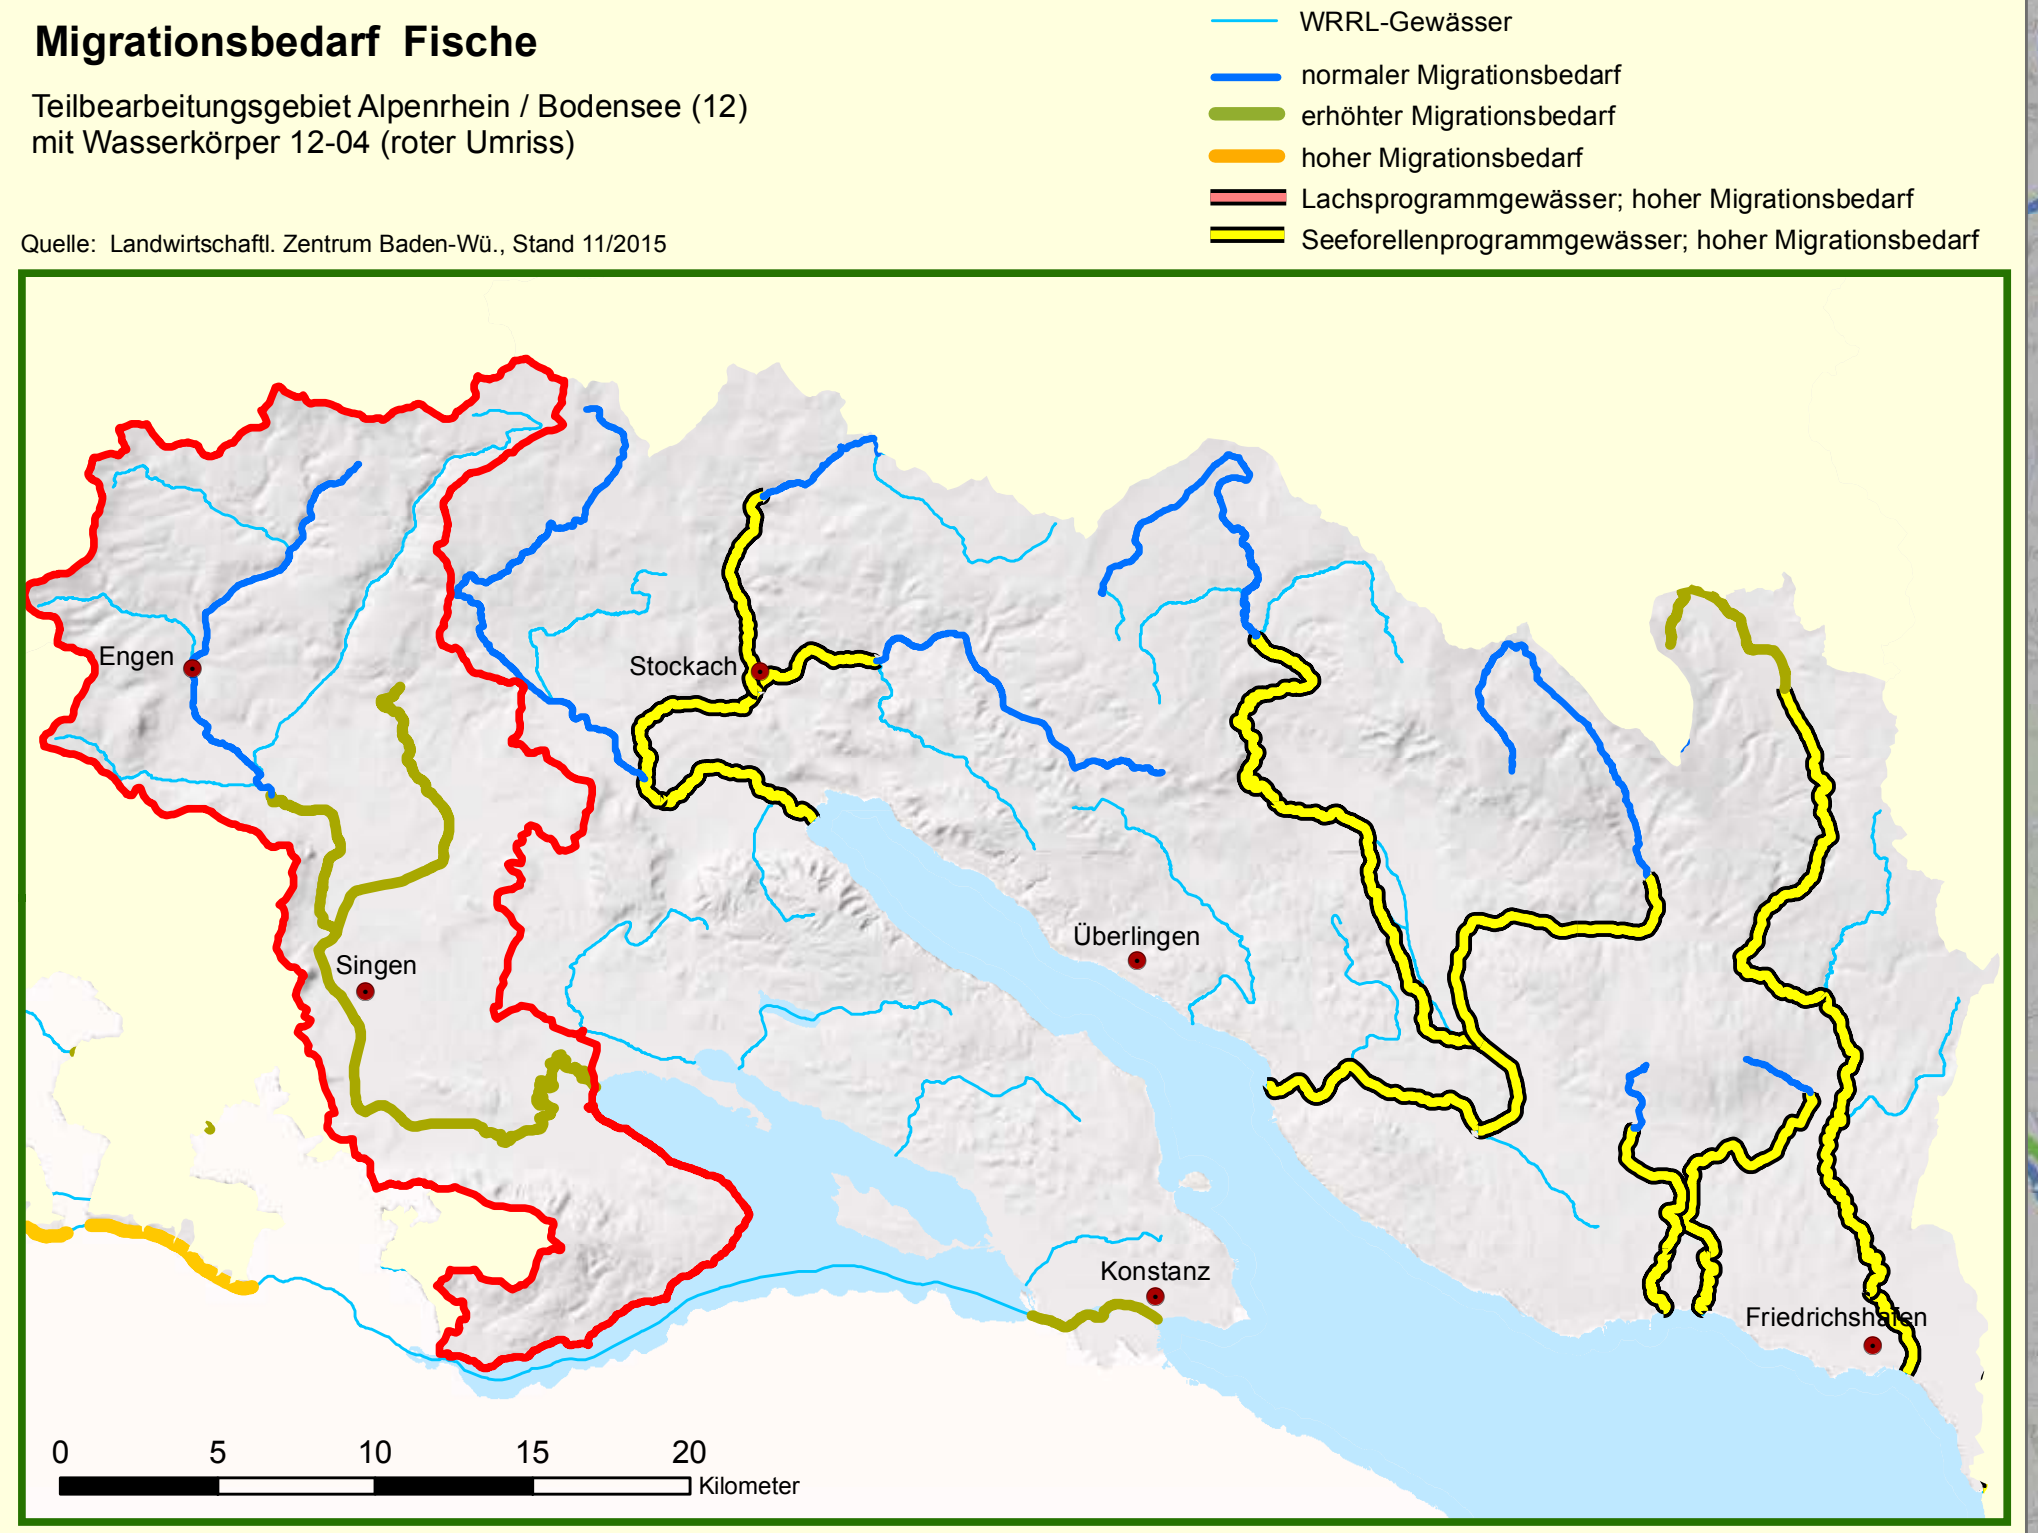 Migrationsbedarf Fische
Teilbearbeitungsgebiet Alpenrhein / Bodensee (12)
mit Wasserkörper 12-04 (roter Umriss)
Quelle: Landwirtschaftl. Zentrum Baden-Wü., Stand 11/2015
WRRL-Gewässer
normaler Migrationsbedarf
erhöhter Migrationsbedarf
hoher Migrationsbedarf
Lachsprogrammgewässer; hoher Migrationsbedarf
Seeforellenprogrammgewässer; hoher Migrationsbedarf
Engen
Stockach
Überlingen
Singen
Konstanz
Friedrichshafen
0 5 10 15 20
Kilometer